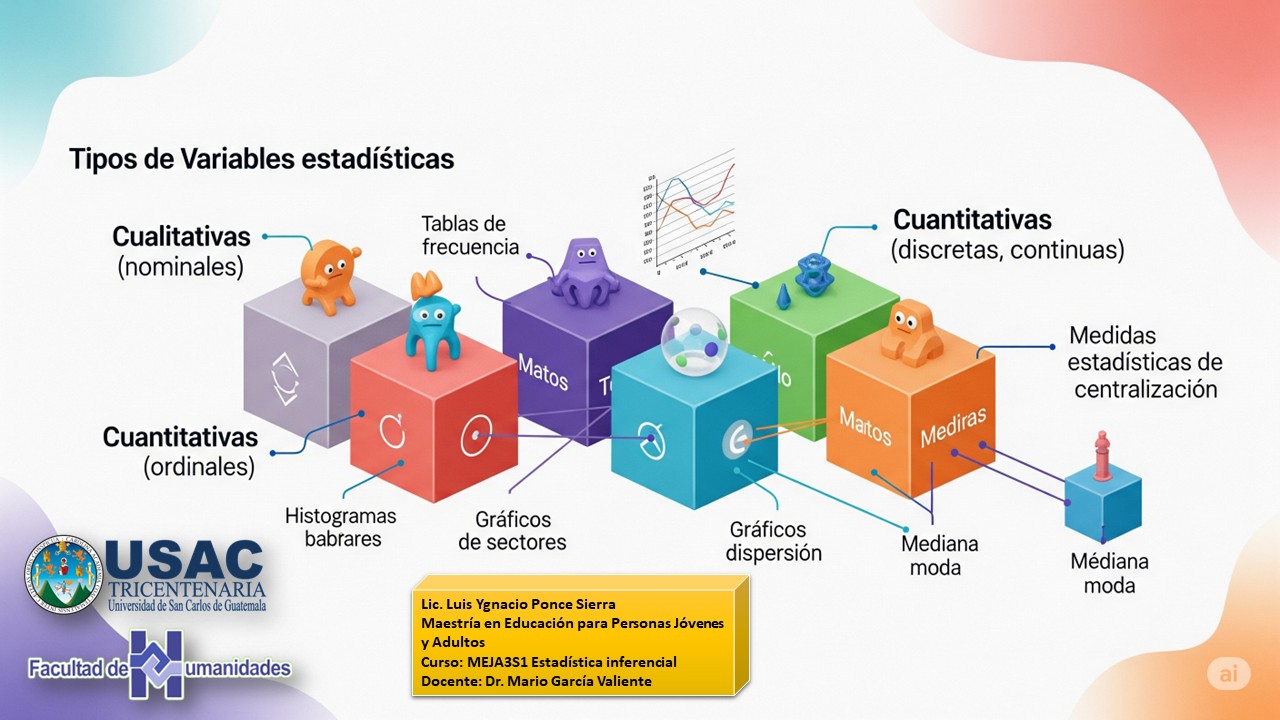 Tipos de Variables estadíśticas
Cualitativas
(nominales)
Tablas de
frecuencia
Cuantitativas
(discretas, continuas)
Medidas
estadísticas de
centralización
Matos
Martos
Mediras
Cuantitativas
(ordinales)
Histogramas
babrares
Gráficos
de sectores
Gráficos
dispersión
Mediana
moda
Médiana
moda
USAC
TRICENTENARIA
Universidad de San Carlos de Guatemala
Facultad de Humanidades
Lic. Luis Ygnacio Ponce Sierra
Maestría en Educación para Personas Jóvenes
y Adultos
Curso: MEJA3S1 Estadística inferencial
Docente: Dr. Mario García Valiente
ai